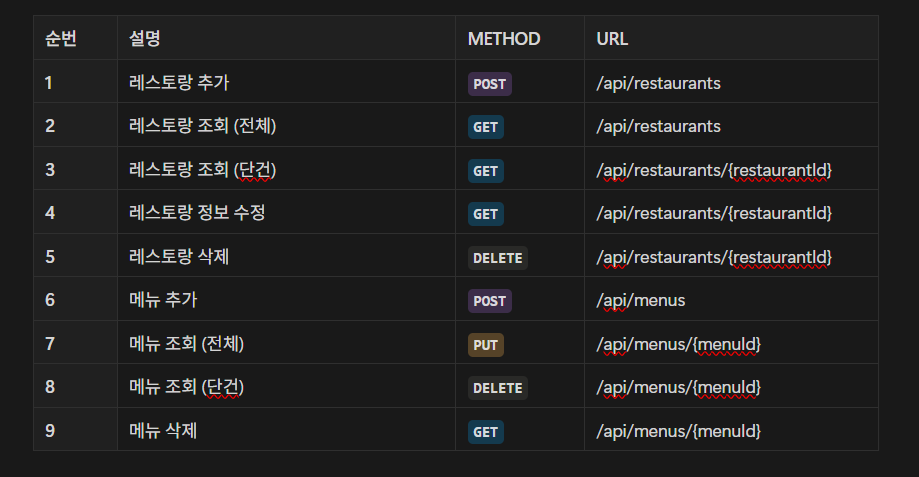 순번 설명 METHOD URL
1 레스토랑 추가 POST /api/restaurants
2 레스토랑 조회 (전체) GET /api/restaurants
3 레스토랑 조회 (단건) GET /api/restaurants/{restaurantId}
4 레스토랑 정보 수정 GET /api/restaurants/{restaurantId}
5 레스토랑 삭제 DELETE /api/restaurants/{restaurantId}
6 메뉴 추가 POST /api/menus
7 메뉴 조회 (전체) PUT /api/menus/{menuId}
8 메뉴 조회 (단건) DELETE /api/menus/{menuId}
9 메뉴 삭제 GET /api/menus/{menuId}